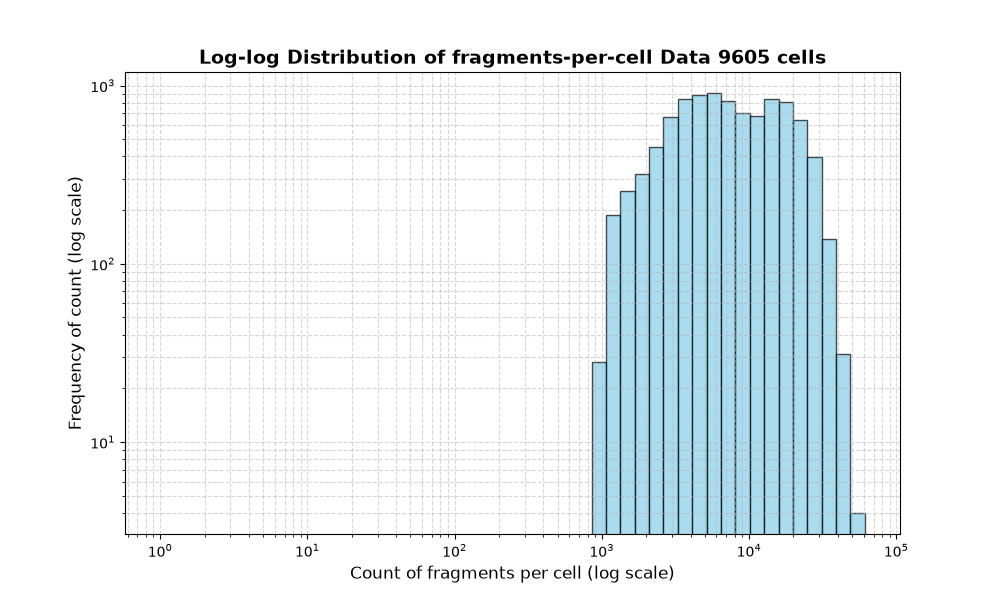 Log-log Distribution of fragments-per-cell Data 9605 cells
Frequency of count (log scale)
10³
10²
10¹
10⁰ 10¹ 10² 10³ 10⁴ 10⁵
Count of fragments per cell (log scale)